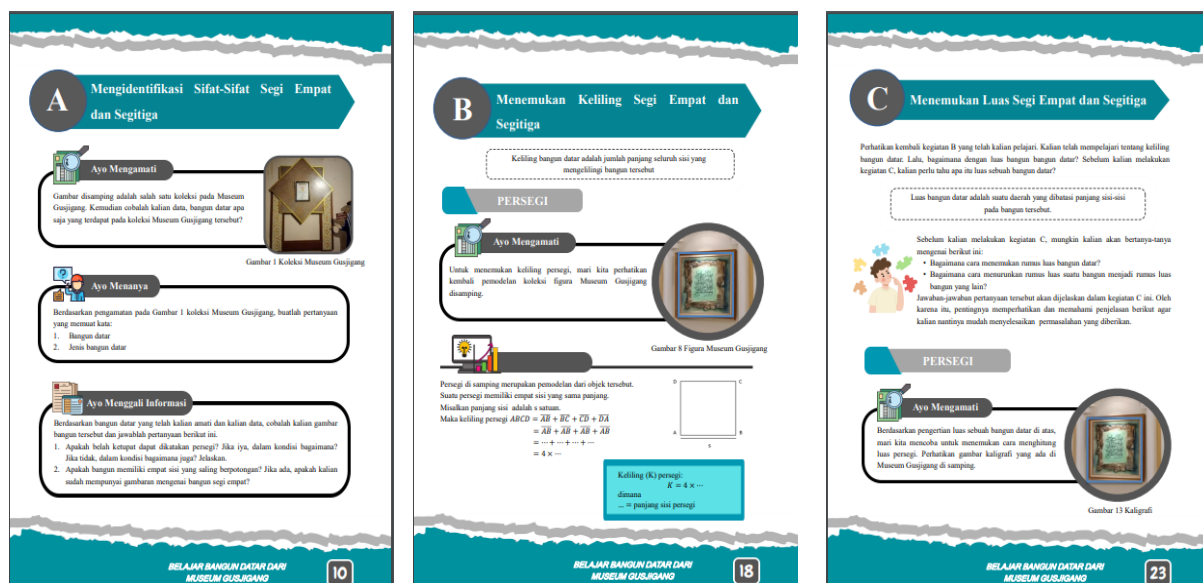 A
Mengidentifikasi Sifat-Sifat Segi Empat
dan Segitiga
Ayo Mengamati
Gambar disamping adalah salah satu koleksi pada Museum
Gusjigang. Kemudian cobalah kalian data, bangun datar apa
saja yang terdapat pada koleksi Museum Gusjigang tersebut?
Gambar 1 Koleksi Museum Gusjigang
Ayo Menanya
Berdasarkan pengamatan pada Gambar 1 koleksi Museum Gusjigang, buatlah pertanyaan
yang memuat kata:
1. Bangun datar
2. Jenis bangun datar
Ayo Menggali Informasi
Berdasarkan bangun datar yang telah kalian amati dan kalian data, cobalah kalian gambar
bangun tersebut dan jawablah pertanyaan berikut ini.
1. Apakah belah ketupat dapat dikatakan persegi? Jika iya, dalam kondisi bagaimana?
Jika tidak, dalam kondisi bagaimana juga? Jelaskan.
2. Apakah bangun memiliki empat sisi yang saling berpotongan? Jika ada, apakah kalian
sudah mempunyai gambaran mengenai bangun segi empat?
BELAJAR BANGUN DATAR DARI
MUSEUM GUSJIGANG
10
B
Menemukan Keliling Segi Empat dan
Segitiga
Keliling bangun datar adalah jumlah panjang seluruh sisi yang
mengelilingi bangun tersebut
PERSEGI
Ayo Mengamati
Untuk menemukan keliling persegi, mari kita perhatikan
kembali pemodelan koleksi figura Museum Gusjigang
disamping.
Gambar 8 Figura Museum Gusjigang
Persegi di samping merupakan pemodelan dari objek tersebut.
Suatu persegi memiliki empat sisi yang sama panjang.
Misalkan panjang sisi adalah s satuan.
Maka keliling persegi ABCD = A̅B̅ + B̅C̅ + C̅D̅ + D̅A̅
= A̅B̅ + A̅B̅ + A̅B̅ + A̅B̅
= ⋯ + ⋯ + ⋯ + ⋯
= 4 × ⋯
D C
A B
s
Keliling (K) persegi:
K = 4 × ⋯
dimana
... = panjang sisi persegi
BELAJAR BANGUN DATAR DARI
MUSEUM GUSJIGANG
18
C
Menemukan Luas Segi Empat dan Segitiga
Perhatikan kembali kegiatan B yang telah kalian pelajari. Kalian telah mempelajari tentang keliling
bangun datar. Lalu, bagaimana dengan luas bangun bangun datar? Sebelum kalian melakukan
kegiatan C, kalian perlu tahu apa itu luas sebuah bangun datar?
Luas bangun datar adalah suatu daerah yang dibatasi panjang sisi-sisi
pada bangun tersebut.
Sebelum kalian melakukan kegiatan C, mungkin kalian akan bertanya-tanya
mengenai berikut ini:
• Bagaimana cara menemukan rumus luas bangun datar?
• Bagaimana cara menurunkan rumus luas suatu bangun menjadi rumus luas
bangun yang lain?
Jawaban-jawaban pertanyaan tersebut akan dijelaskan dalam kegiatan C ini. Oleh
karena itu, pentingnya memperhatikan dan memahami penjelasan berikut agar
kalian nantinya mudah menyelesaikan permasalahan yang diberikan.
PERSEGI
Ayo Mengamati
Berdasarkan pengertian luas sebuah bangun datar di atas,
mari kita mencoba untuk menemukan cara menghitung
luas persegi. Perhatikan gambar kaligrafi yang ada di
Museum Gusjigang di samping.
Gambar 13 Kaligrafi
BELAJAR BANGUN DATAR DARI
MUSEUM GUSJIGANG
23